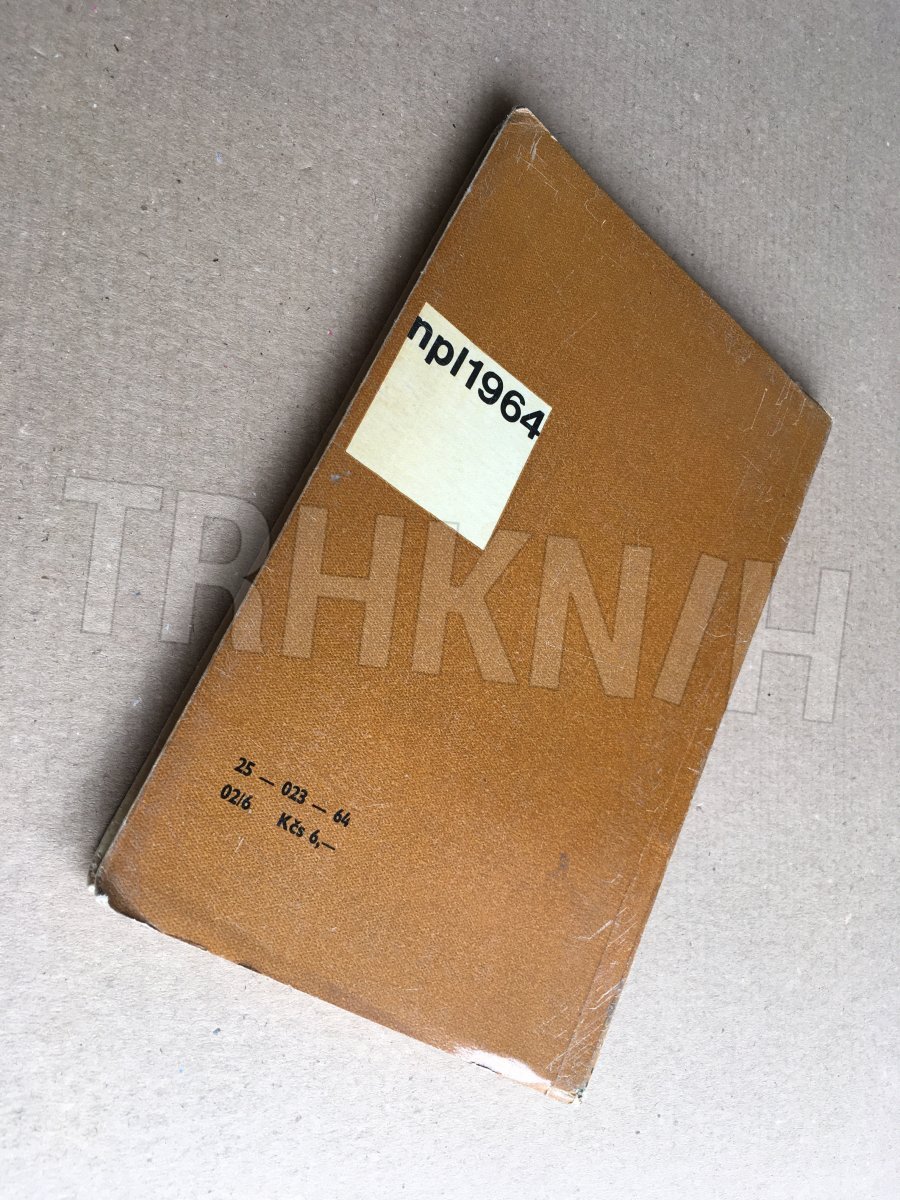 npl1964
TRHKNIH
25 — 023 — 64
02/6 Kčs 6,—